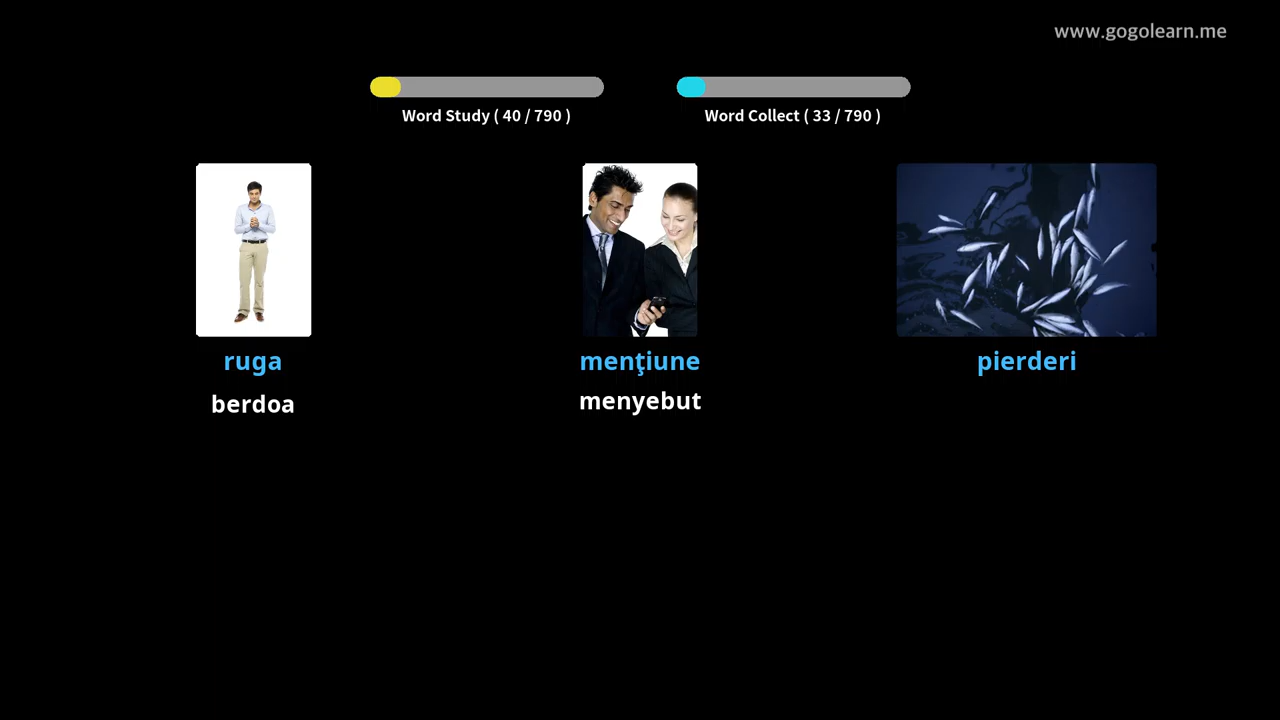 www.gogolearn.me
Word Study ( 40 / 790 )
Word Collect ( 33 / 790 )
ruga
menţiune
pierderi
berdoa
menyebut